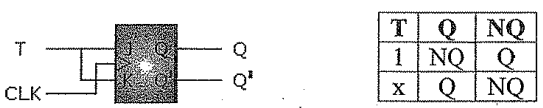 T J Q Q
CLK K Q' Q'
T Q NQ
1 NQ Q
x Q NQ